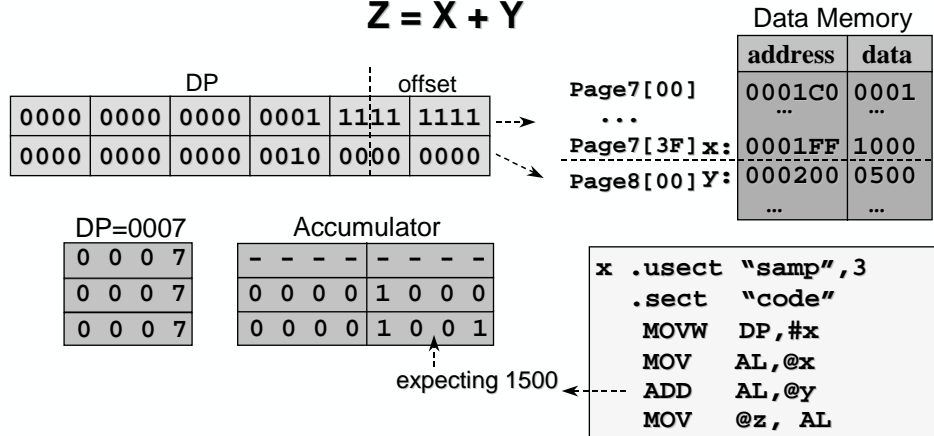 Z = X + Y
Data Memory
address data
DP offset
0000 0000 0000 0001 1111 1111
0000 0000 0000 0010 0000 0000
Page7[00] 0001C0 0001
... ... ...
Page7[3F] x: 0001FF 1000
Page8[00] Y: 000200 0500
... ...
DP=0007
0 0 0 7
0 0 0 7
0 0 0 7
Accumulator
- - - - - - - -
0 0 0 0 1 0 0 0
0 0 0 0 1 0 0 1
expecting 1500
x .usect “samp”,3
.sect “code”
MOVW DP,#x
MOV AL,@x
ADD AL,@y
MOV @z, AL